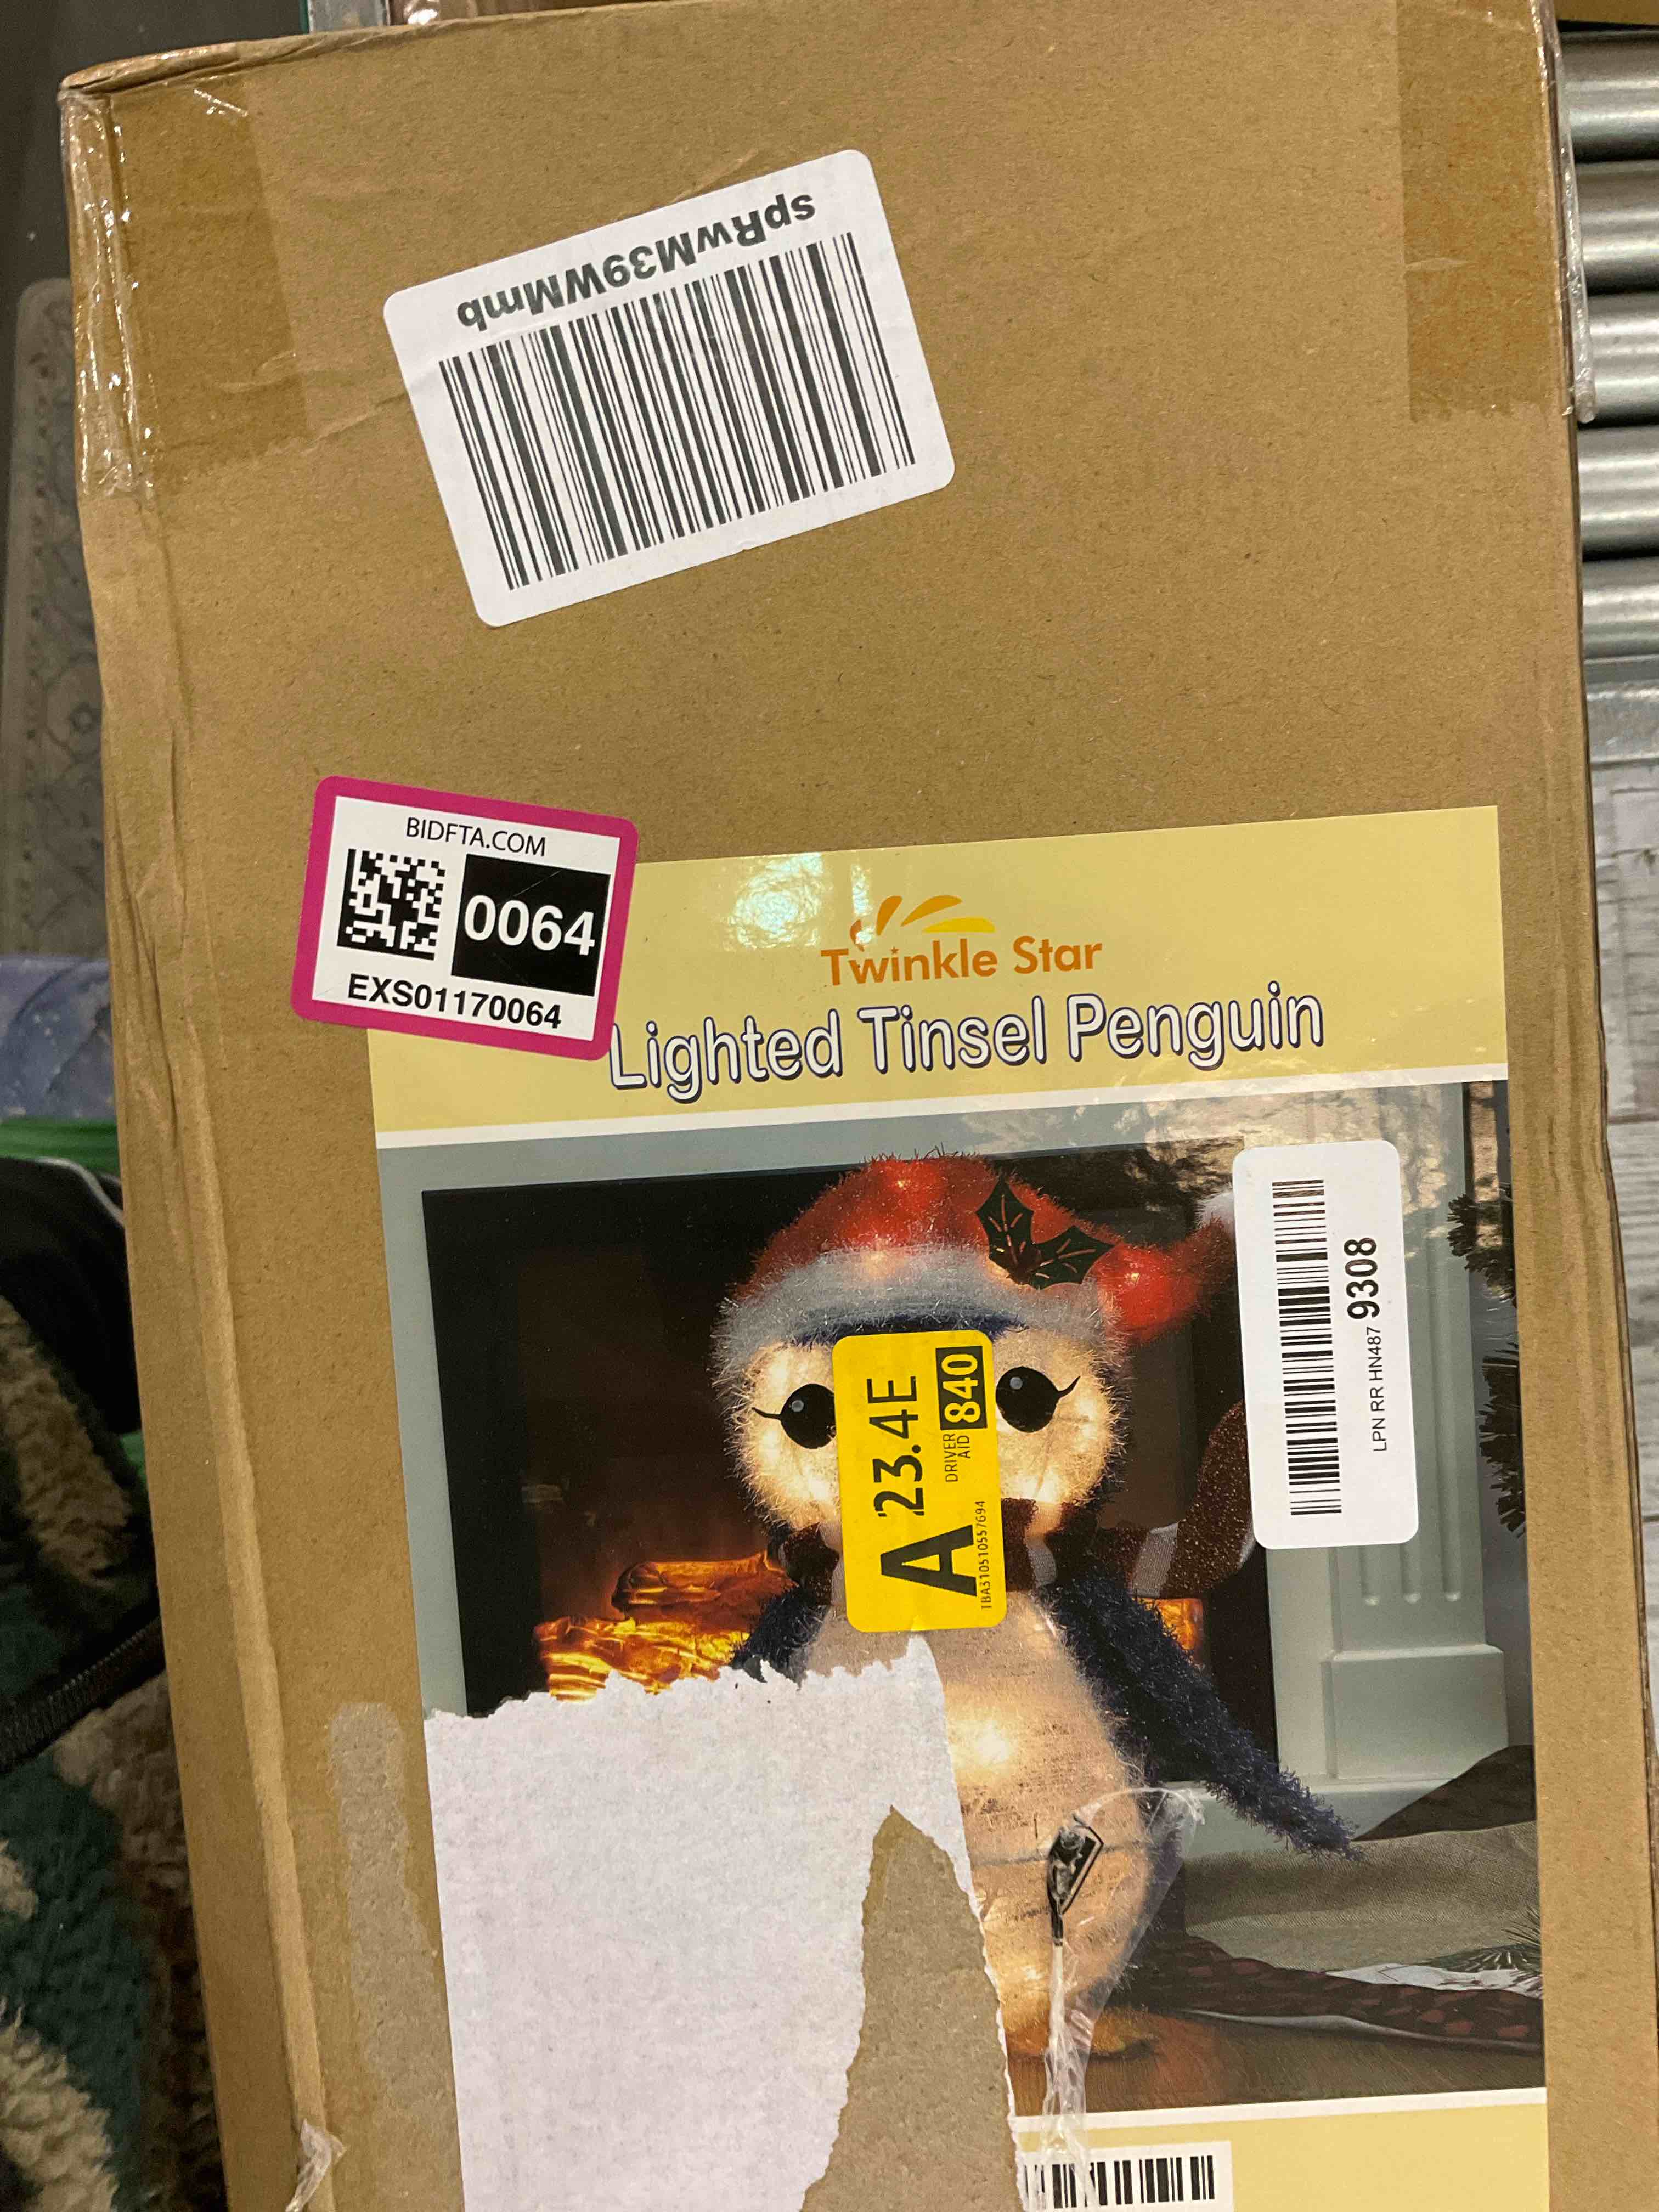 spRwM39WMmb
BIDFTA.COM
0064
EXS01170064
Twinkle Star
Lighted Tinsel Penguin
LPN RR HN487 9308
A 23.4E
DRIVER AID 840
TBA310510557694